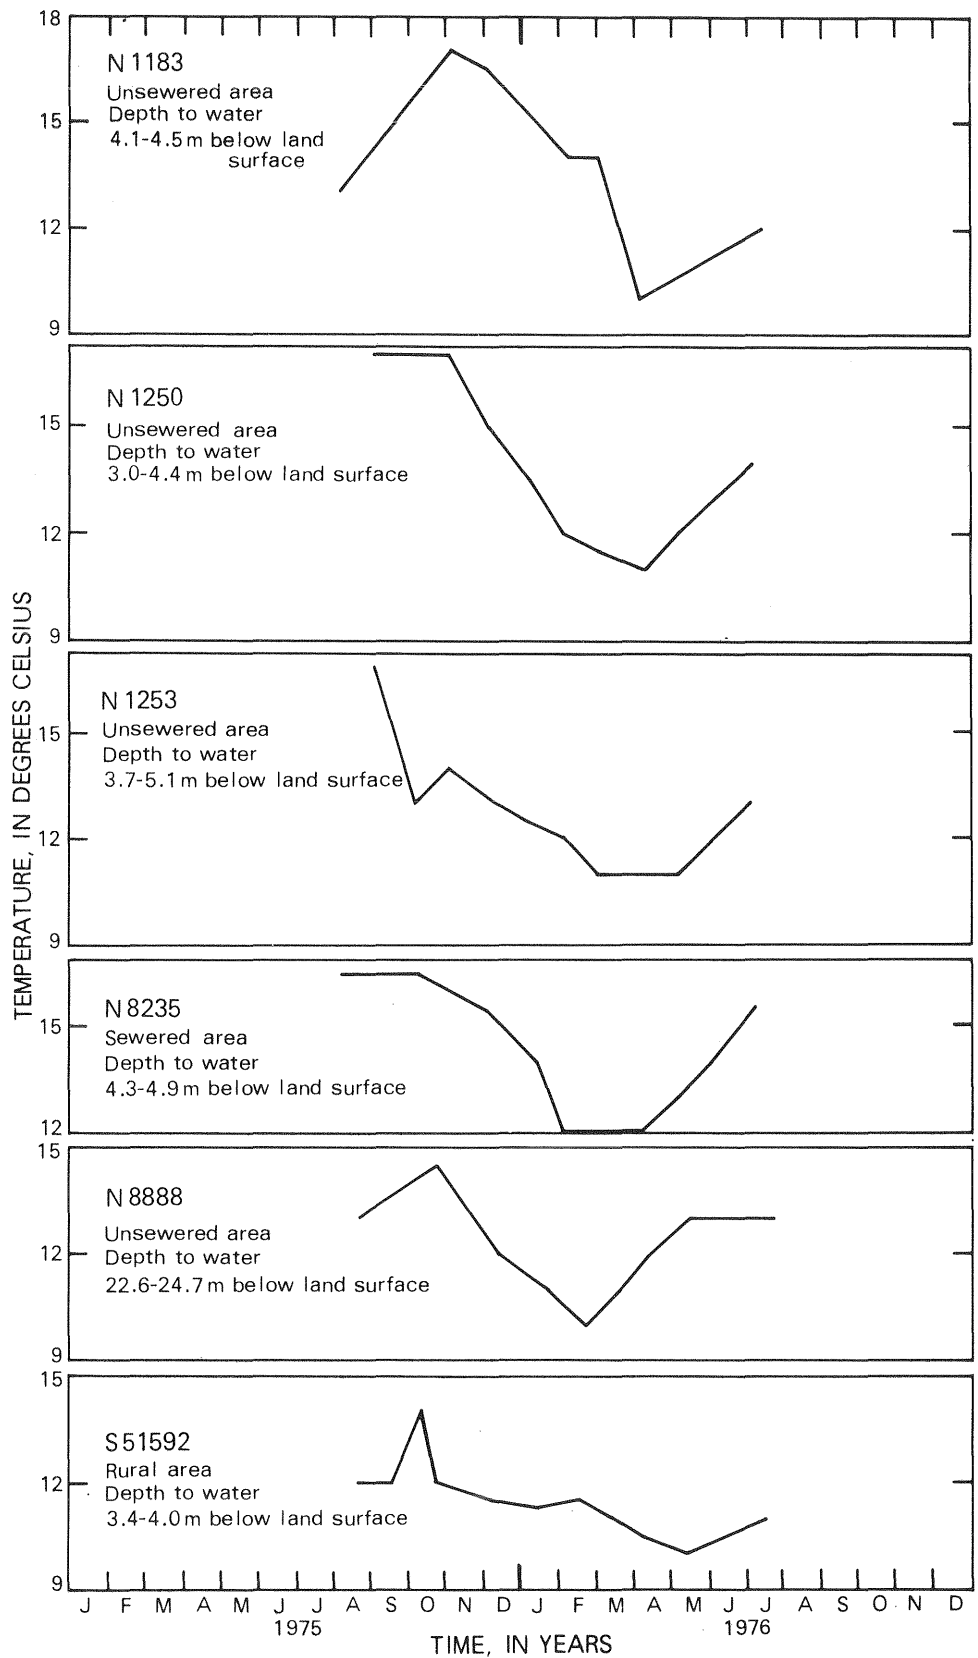 18
N 1183
Unsewered area
Depth to water
4.1-4.5 m below land
surface
15
12
9
N 1250
Unsewered area
Depth to water
3.0-4.4 m below land surface
15
12
9
N 1253
Unsewered area
Depth to water
3.7-5.1 m below land surface
15
12
9
N 8235
Sewered area
Depth to water
4.3-4.9 m below land surface
15
12
15
N 8888
Unsewered area
Depth to water
22.6-24.7 m below land surface
12
9
15
S 51592
Rural area
Depth to water
3.4-4.0 m below land surface
12
9
TEMPERATURE, IN DEGREES CELSIUS
J F M A M J J A S O N D J F M A M J J A S O N D
1975 1976
TIME, IN YEARS